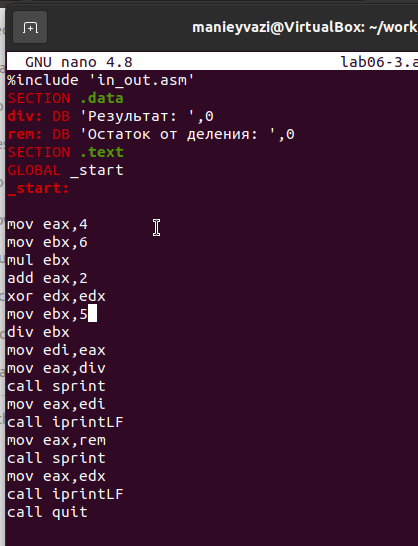 manieyvazi@VirtualBox: ~/work
GNU nano 4.8 lab06-3.a
%include 'in_out.asm'
SECTION .data
div: DB 'Результат: ',0
rem: DB 'Остаток от деления: ',0
SECTION .text
GLOBAL _start
_start:
mov eax,4
mov ebx,6
mul ebx
add eax,2
xor edx,edx
mov ebx,5
div ebx
mov edi,eax
mov eax,div
call sprint
mov eax,edi
call iprintLF
mov eax,rem
call sprint
mov eax,edx
call iprintLF
call quit